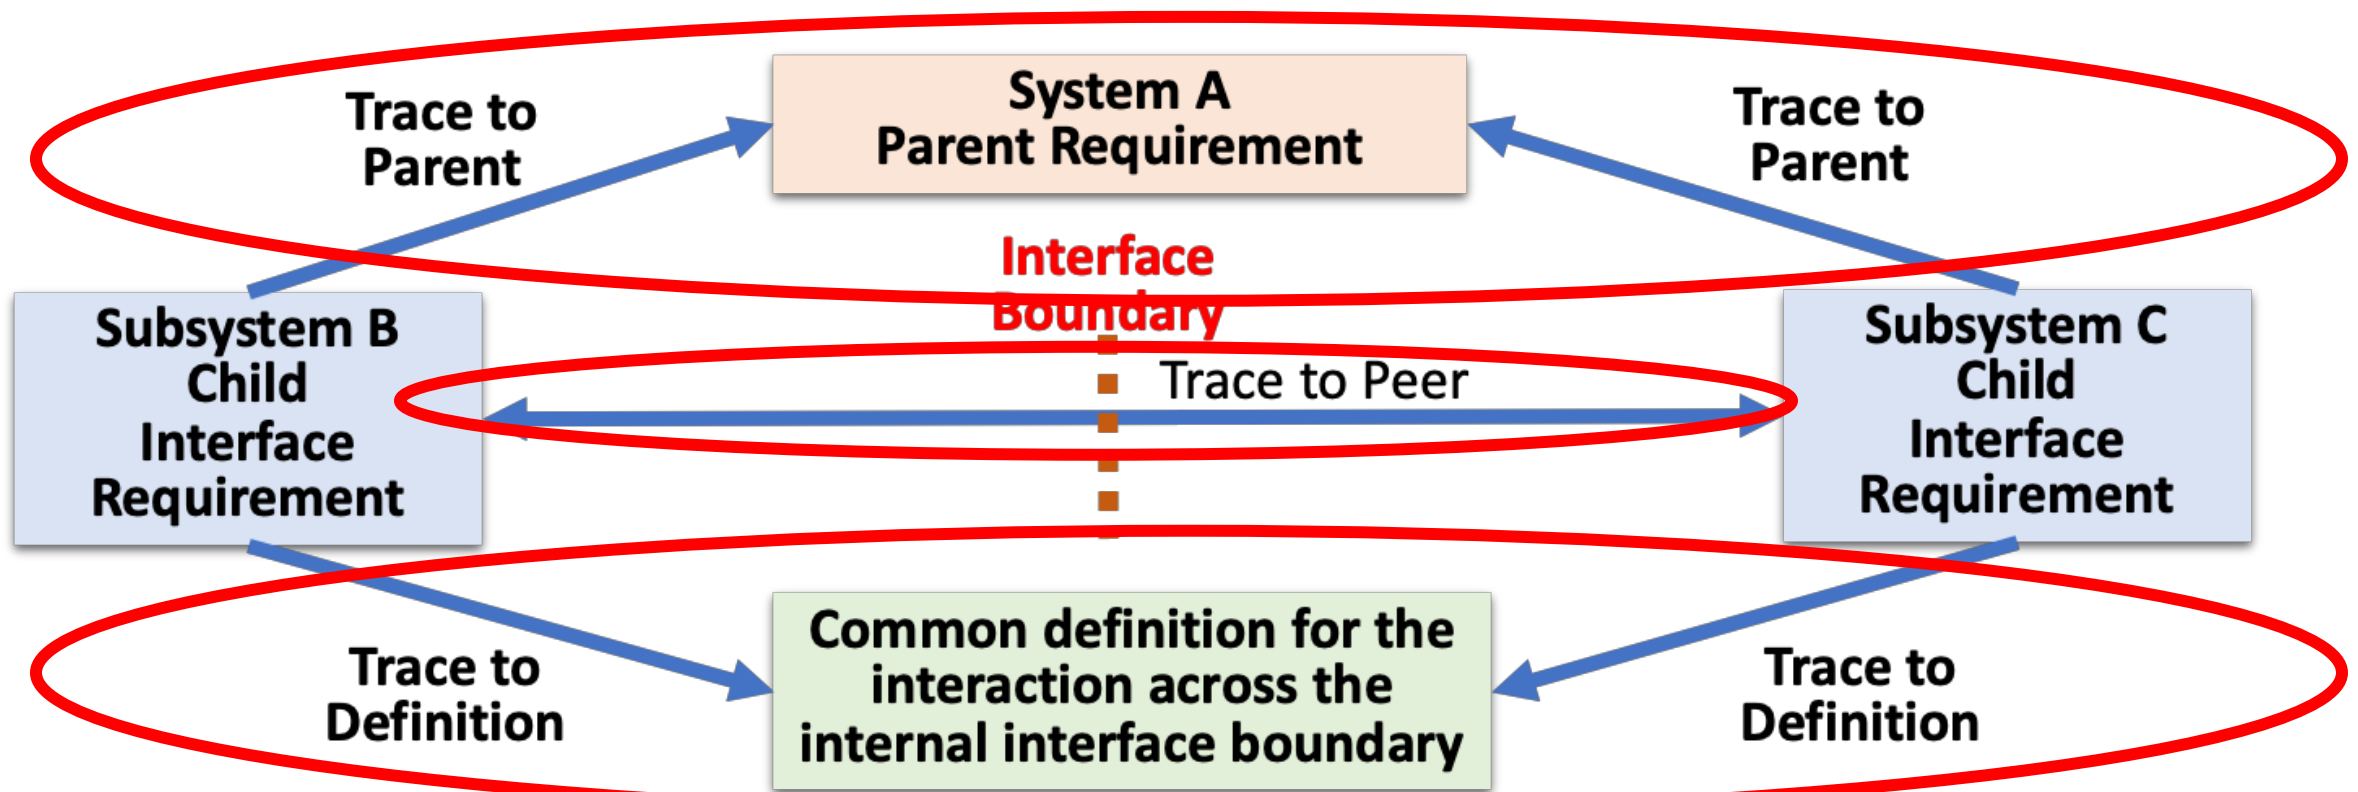 System A
Parent Requirement
Trace to
Parent
Trace to
Parent
Interface
Boundary
Subsystem B
Child
Interface
Requirement
Trace to Peer
Subsystem C
Child
Interface
Requirement
Trace to
Definition
Common definition for the
interaction across the
internal interface boundary
Trace to
Definition